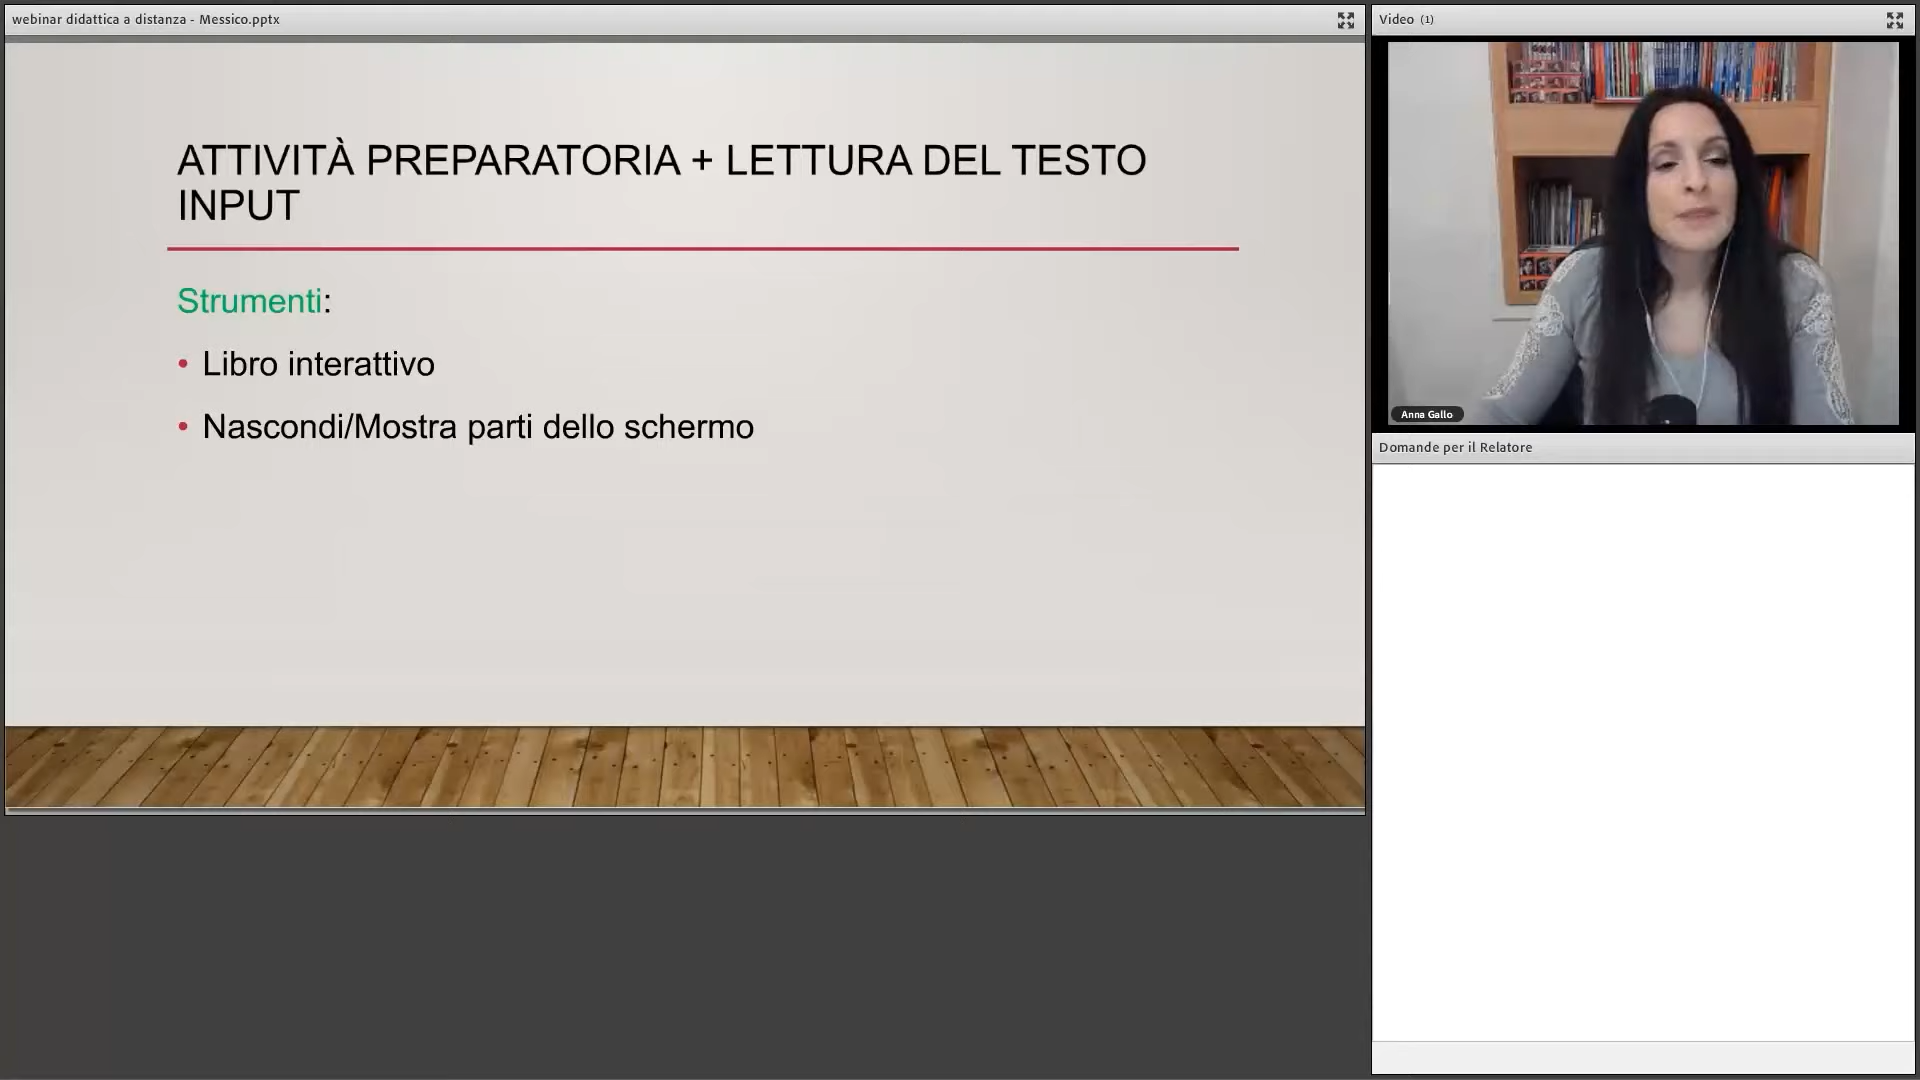 webinar didattica a distanza - Messico.pptx
ATTIVITÀ PREPARATORIA + LETTURA DEL TESTO
INPUT
Strumenti:
• Libro interattivo
• Nascondi/Mostra parti dello schermo
Video (1)
Anna Gallo
Domande per il Relatore